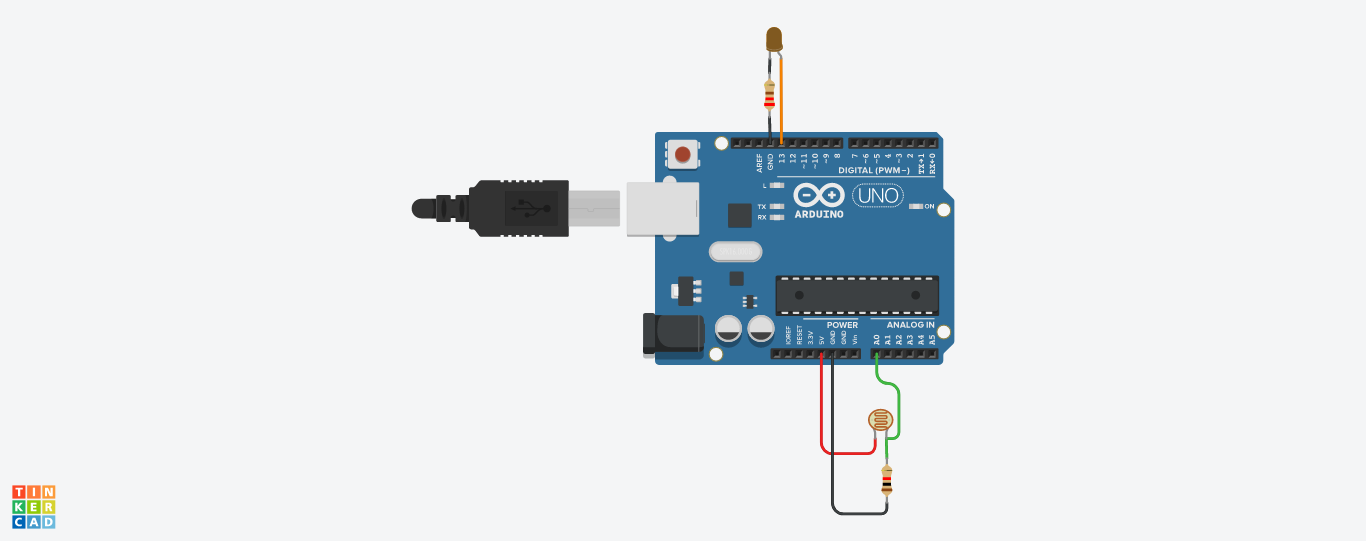 AREF
GND
13
12
~11
~10
~9
8
7
~6
~5
4
~3
2
TX→1
RX←0
DIGITAL (PWM~)
L
TX
RX
ARDUINO
UNO
ON
POWER
ANALOG IN
IOREF
RESET
3.3V
5V
GND
GND
Vin
A0
A1
A2
A3
A4
A5
TIN
KER
CAD